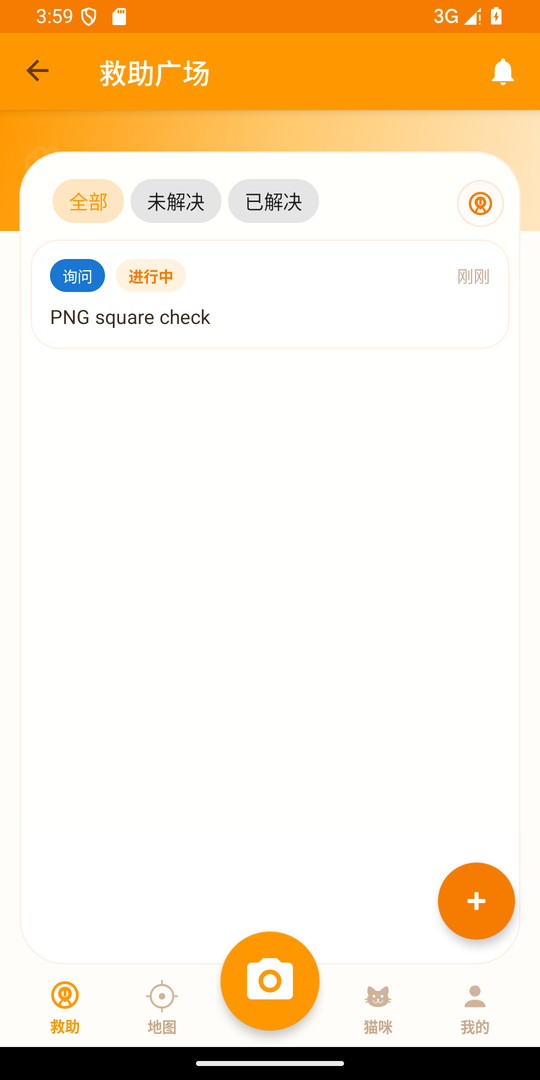 3:59 3G
救助广场
全部 未解决 已解决
询问 进行中 刚刚
PNG square check
救助 地图 猫咪 我的